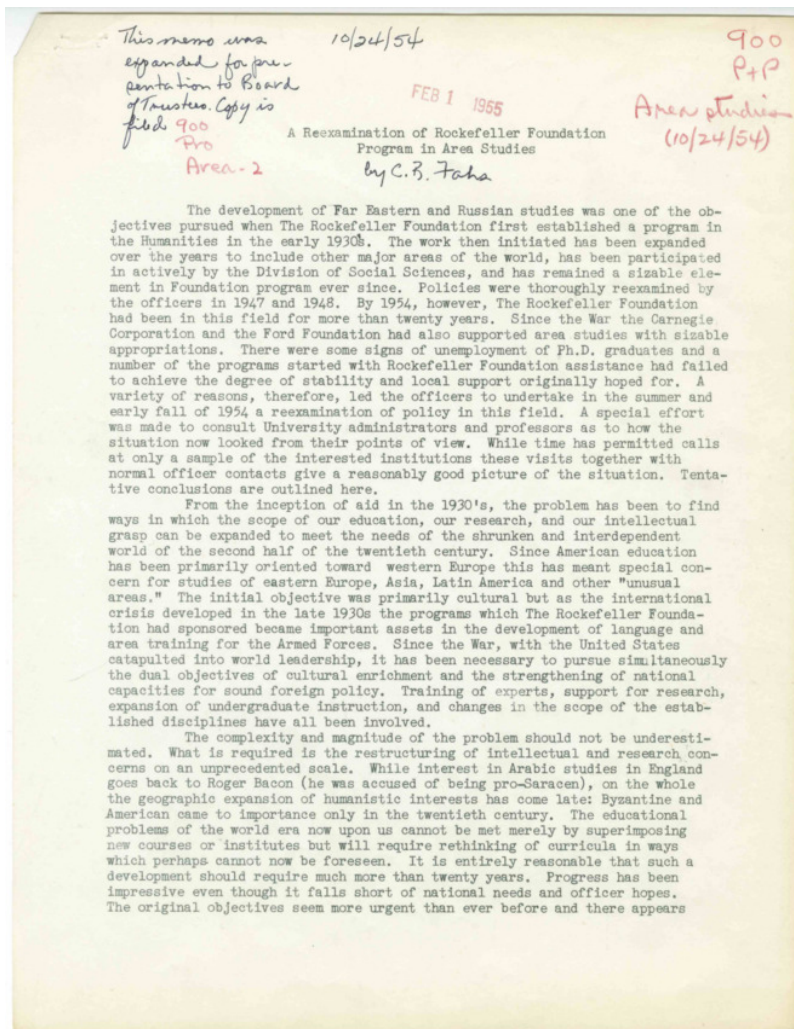 This memo was
expanded for pre-
sentation to Board
of Trustees. Copy is
filed 900
Pro
Area-2
10/24/54
FEB 1 1955
900
P+P
Area studies
(10/24/54)
A Reexamination of Rockefeller Foundation
Program in Area Studies
by C. B. Fahs
The development of Far Eastern and Russian studies was one of the ob-
jectives pursued when The Rockefeller Foundation first established a program in
the Humanities in the early 1930s. The work then initiated has been expanded
over the years to include other major areas of the world, has been participated
in actively by the Division of Social Sciences, and has remained a sizable ele-
ment in Foundation program ever since. Policies were thoroughly reexamined by
the officers in 1947 and 1948. By 1954, however, The Rockefeller Foundation
had been in this field for more than twenty years. Since the War the Carnegie
Corporation and the Ford Foundation had also supported area studies with sizable
appropriations. There were some signs of unemployment of Ph.D. graduates and a
number of the programs started with Rockefeller Foundation assistance had failed
to achieve the degree of stability and local support originally hoped for. A
variety of reasons, therefore, led the officers to undertake in the summer and
early fall of 1954 a reexamination of policy in this field. A special effort
was made to consult University administrators and professors as to how the
situation now looked from their points of view. While time has permitted calls
at only a sample of the interested institutions these visits together with
normal officer contacts give a reasonably good picture of the situation. Tenta-
tive conclusions are outlined here.
From the inception of aid in the 1930's, the problem has been to find
ways in which the scope of our education, our research, and our intellectual
grasp can be expanded to meet the needs of the shrunken and interdependent
world of the second half of the twentieth century. Since American education
has been primarily oriented toward western Europe this has meant special con-
cern for studies of eastern Europe, Asia, Latin America and other "unusual
areas." The initial objective was primarily cultural but as the international
crisis developed in the late 1930s the programs which The Rockefeller Founda-
tion had sponsored became important assets in the development of language and
area training for the Armed Forces. Since the War, with the United States
catapulted into world leadership, it has been necessary to pursue simultaneously
the dual objectives of cultural enrichment and the strengthening of national
capacities for sound foreign policy. Training of experts, support for research,
expansion of undergraduate instruction, and changes in the scope of the estab-
lished disciplines have all been involved.
The complexity and magnitude of the problem should not be underesti-
mated. What is required is the restructuring of intellectual and research con-
cerns on an unprecedented scale. While interest in Arabic studies in England
goes back to Roger Bacon (he was accused of being pro-Saracen), on the whole
the geographic expansion of humanistic interests has come late: Byzantine and
American came to importance only in the twentieth century. The educational
problems of the world era now upon us cannot be met merely by superimposing
new courses or institutes but will require rethinking of curricula in ways
which perhaps cannot now be foreseen. It is entirely reasonable that such a
development should require much more than twenty years. Progress has been
impressive even though it falls short of national needs and officer hopes.
The original objectives seem more urgent than ever before and there appears